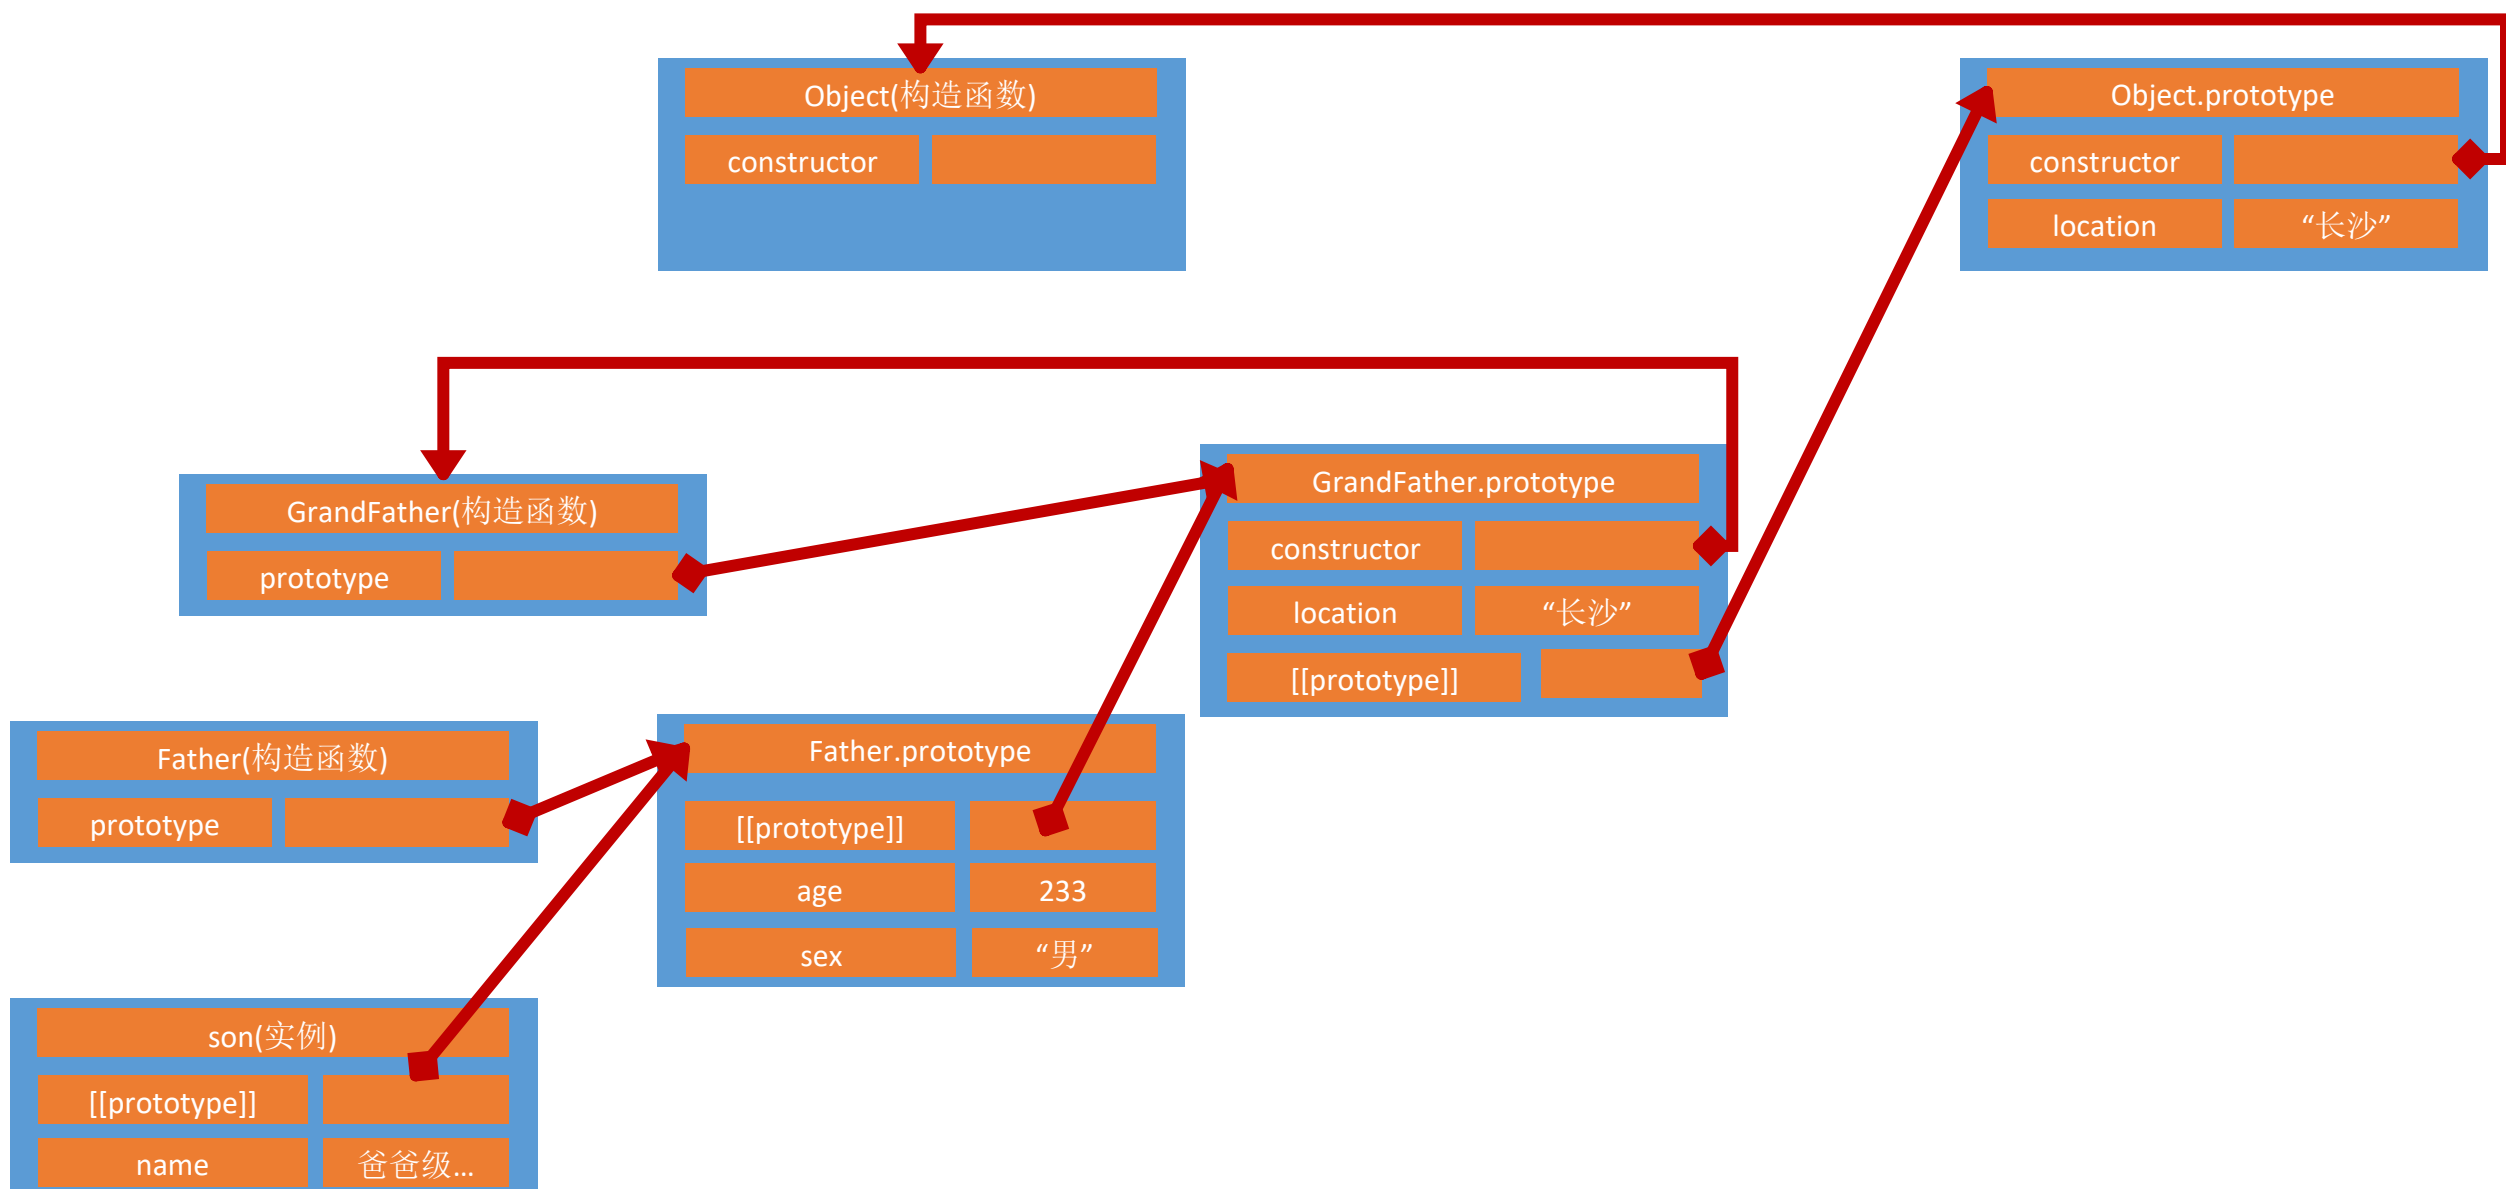 Object(构造函数)
constructor
Object.prototype
constructor
location “长沙”
GrandFather(构造函数)
prototype
GrandFather.prototype
constructor
location “长沙”
[[prototype]]
Father(构造函数)
prototype
Father.prototype
[[prototype]]
age 233
sex “男”
son(实例)
[[prototype]]
name 爸爸级...